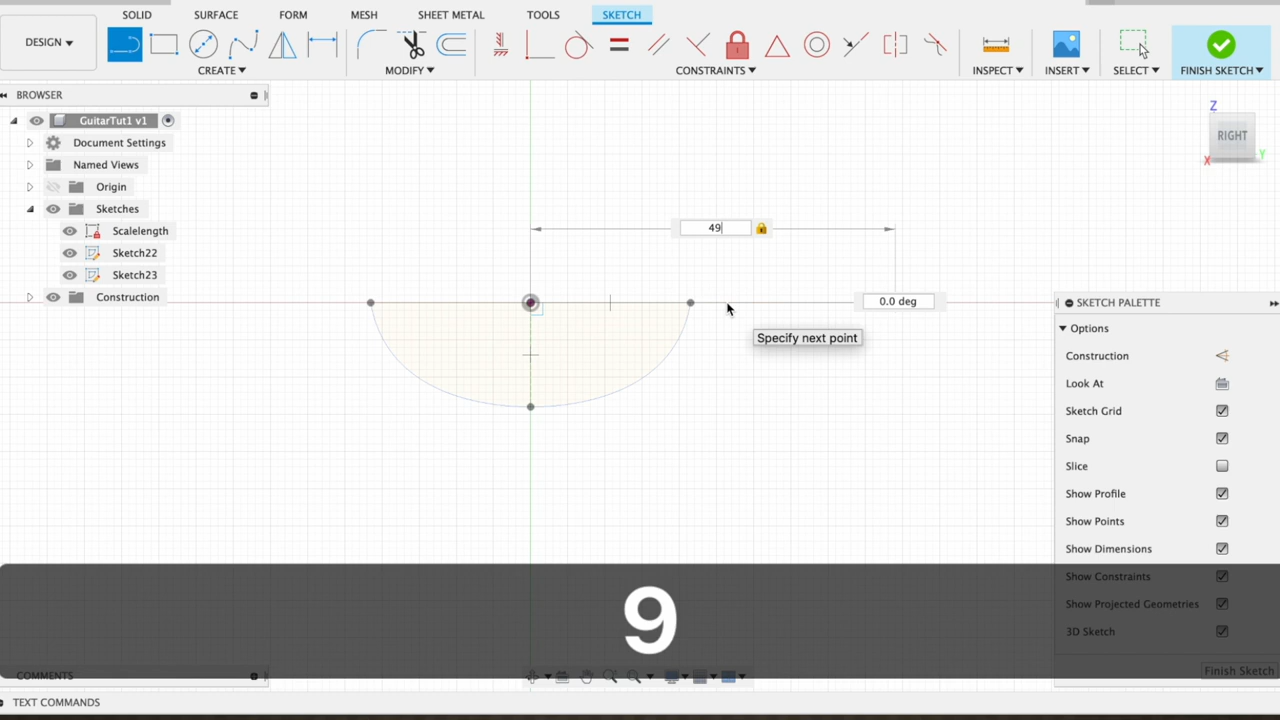 SOLID SURFACE FORM MESH SHEET METAL TOOLS SKETCH
DESIGN
CREATE MODIFY CONSTRAINTS INSPECT INSERT SELECT FINISH SKETCH
BROWSER
GuitarTut1 v1
Document Settings
Named Views
Origin
Sketches
Scalelength
Sketch22
Sketch23
Construction
Z
RIGHT
X
Y
49
0.0 deg
Specify next point
SKETCH PALETTE
Options
Construction
Look At
Sketch Grid
Snap
Slice
Show Profile
Show Points
Show Dimensions
Show Constraints
Show Projected Geometries
3D Sketch
Finish Sketch
9
COMMENTS
TEXT COMMANDS